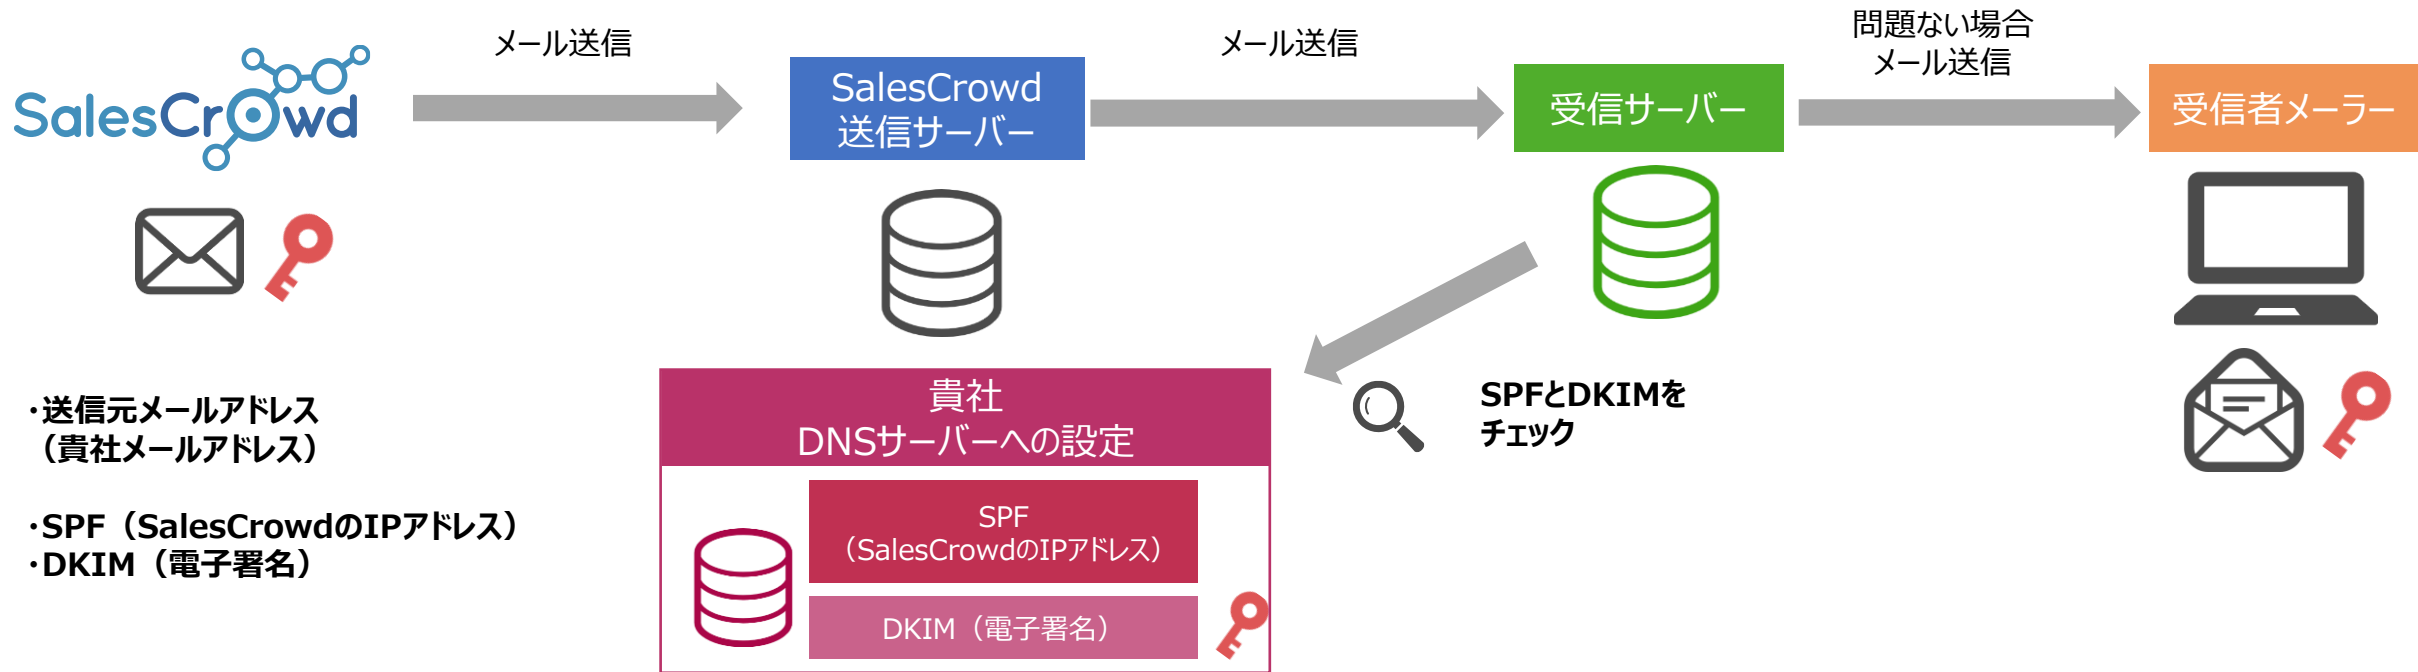 メール送信
メール送信
問題ない場合
メール送信
SalesCrowd
SalesCrowd
送信サーバー
受信サーバー
受信者メーラー
・送信元メールアドレス
（貴社メールアドレス）
・SPF（SalesCrowdのIPアドレス）
・DKIM（電子署名）
貴社
DNSサーバーへの設定
SPF
（SalesCrowdのIPアドレス）
DKIM（電子署名）
SPFとDKIMを
チェック